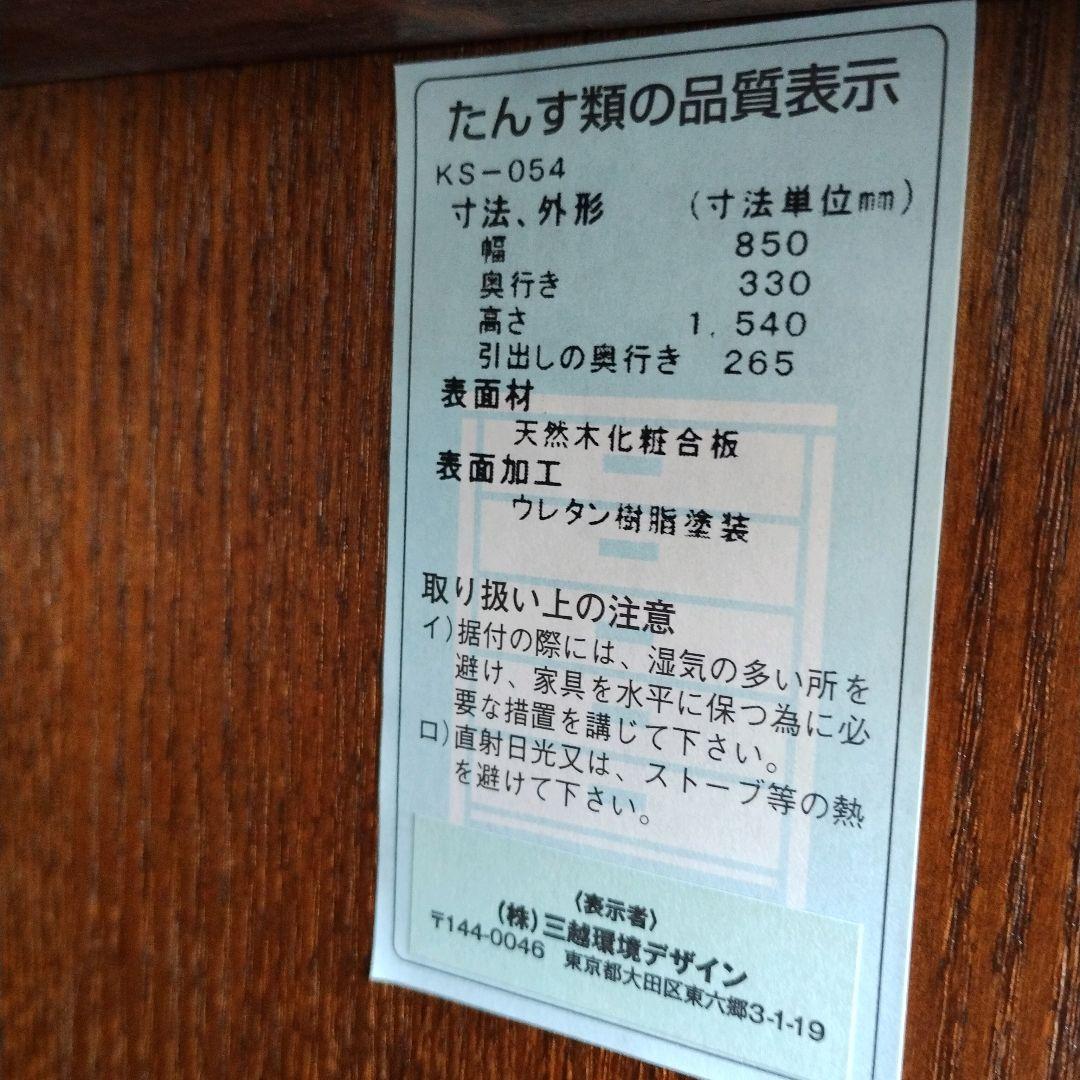 たんす類の品質表示
KS-054
寸法、外形 (寸法単位mm)
幅 850
奥行き 330
高さ 1,540
引出しの奥行き 265
表面材
天然木化粧合板
表面加工
ウレタン樹脂塗装
取り扱い上の注意
イ)据付の際には、湿気の多い所を
避け、家具を水平に保つ為に必
要な措置を講じて下さい。
ロ)直射日光又は、ストーブ等の熱
を避けて下さい。
〈表示者〉
(株)三越環境デザイン
〒144-0046 東京都大田区東六郷3-1-19